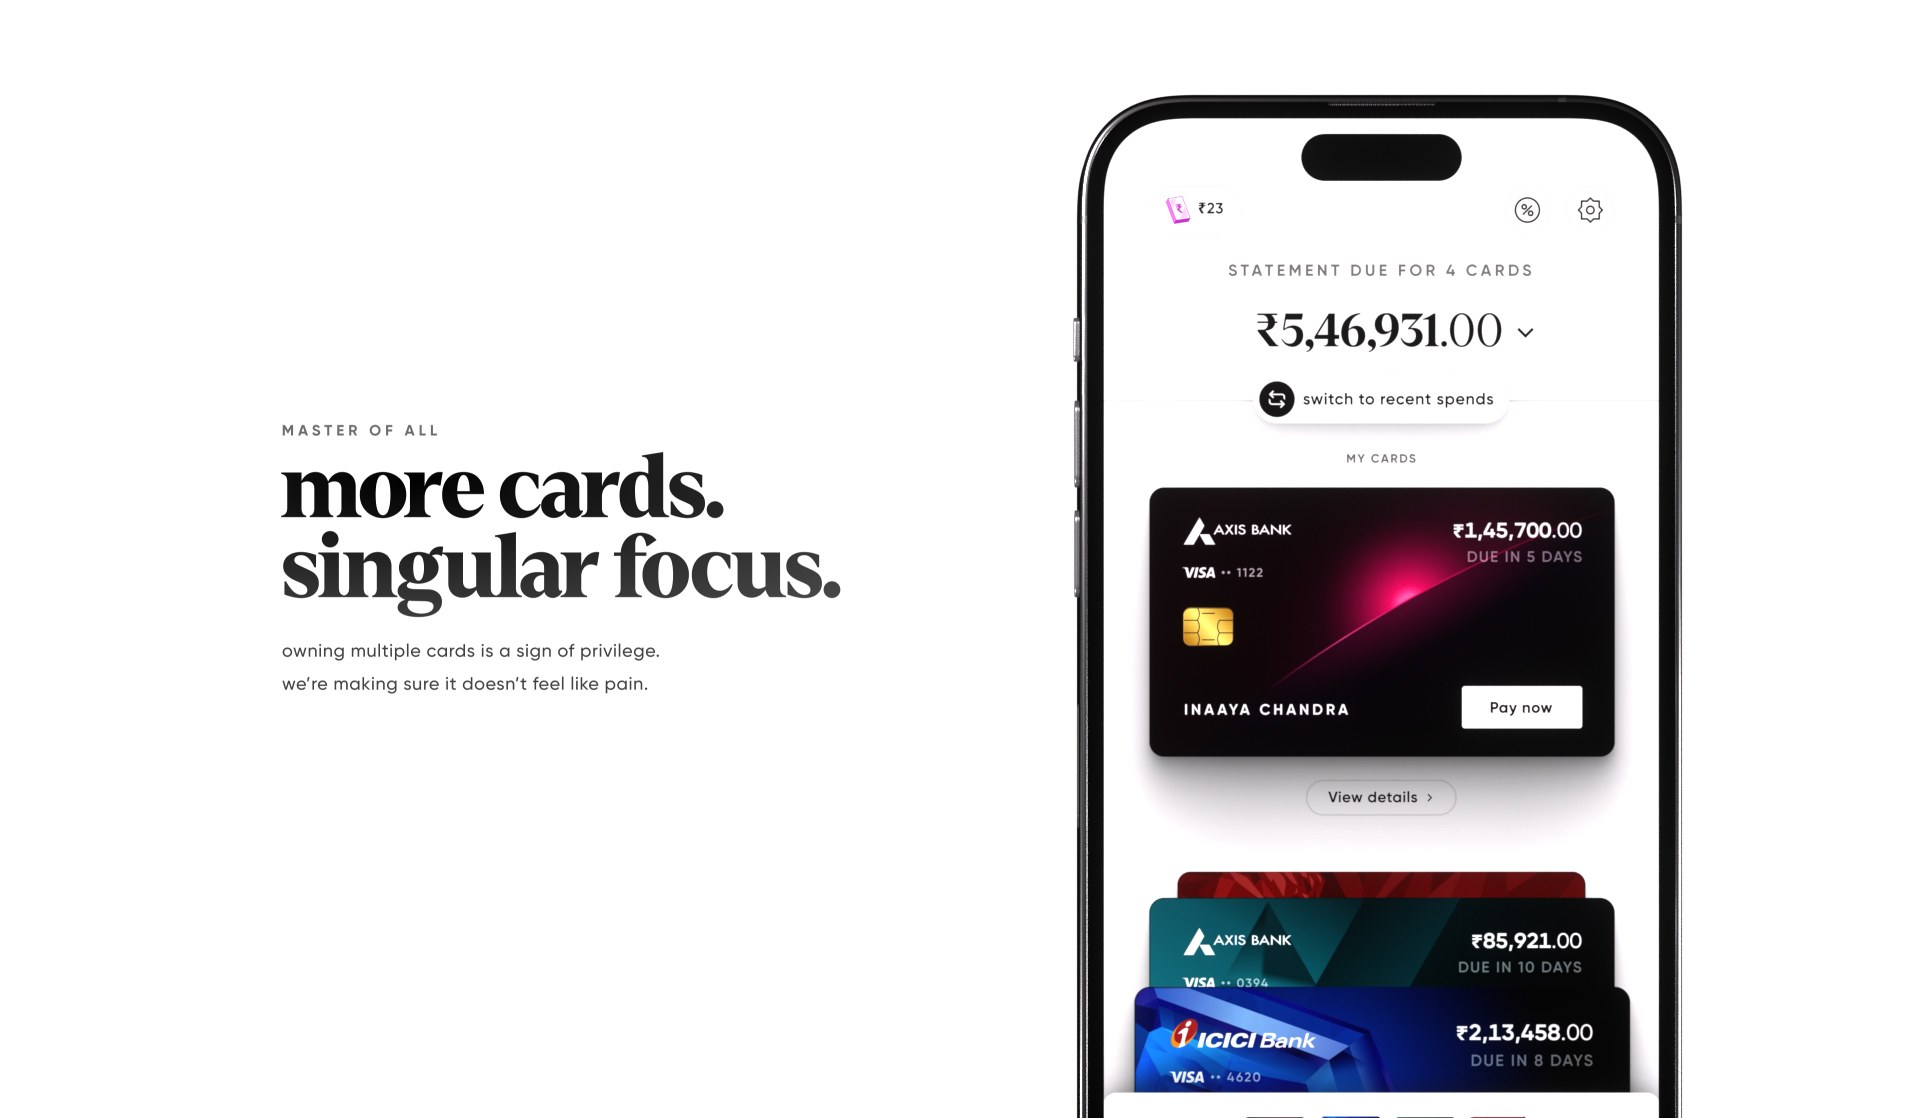 MASTER OF ALL
more cards.
singular focus.
owning multiple cards is a sign of privilege.
we’re making sure it doesn’t feel like pain.
₹23
STATEMENT DUE FOR 4 CARDS
₹5,46,931.00
switch to recent spends
MY CARDS
AXIS BANK
₹1,45,700.00
DUE IN 5 DAYS
VISA •• 1122
INAAYA CHANDRA
Pay now
View details
AXIS BANK
₹85,921.00
DUE IN 10 DAYS
VISA •• 0394
ICICI Bank
₹2,13,458.00
DUE IN 8 DAYS
VISA •• 4620